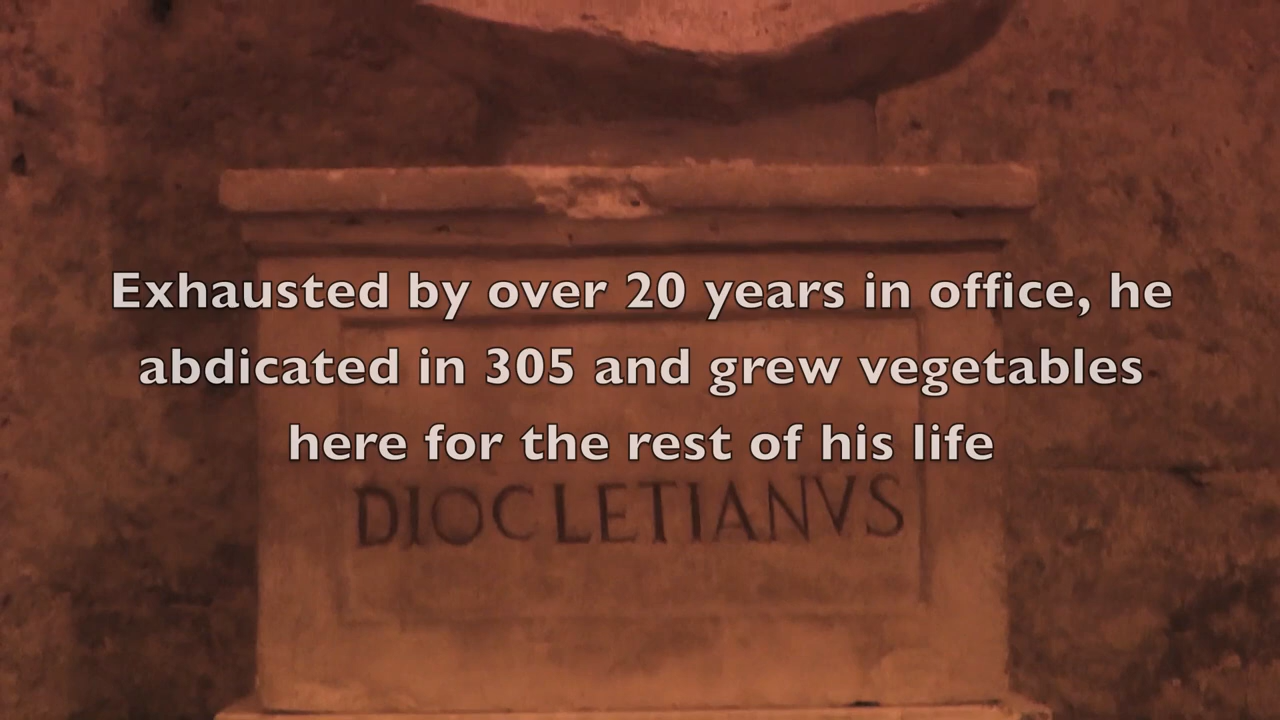 Exhausted by over 20 years in office, he
abdicated in 305 and grew vegetables
here for the rest of his life
DIOCLETIANVS